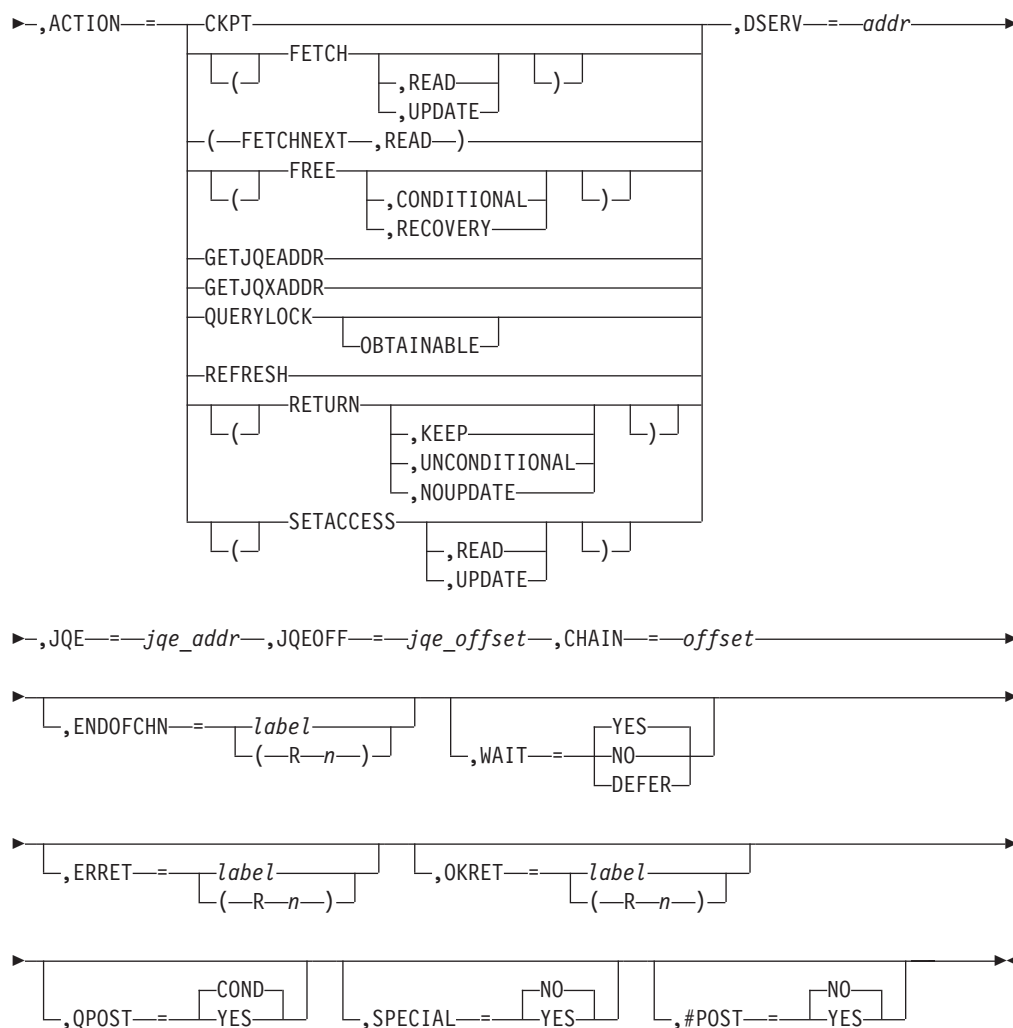 ,ACTION = CKPT ,DSERV = addr
( FETCH ,READ )
,UPDATE
( FETCHNEXT ,READ )
( FREE ,CONDITIONAL )
,RECOVERY
GETJQEADDR
GETJQXADDR
QUERYLOCK
OBTAINABLE
REFRESH
( RETURN ,KEEP )
,UNCONDITIONAL
,NOUPDATE
( SETACCESS ,READ )
,UPDATE
,JQE = jqe_addr ,JQEOFF = jqe_offset ,CHAIN = offset
,ENDOFCHN = label ,WAIT = YES
( R n ) NO
DEFER
,ERRET = label ,OKRET = label
( R n ) ( R n )
COND NO NO
,QPOST = YES ,SPECIAL = YES ,#POST = YES